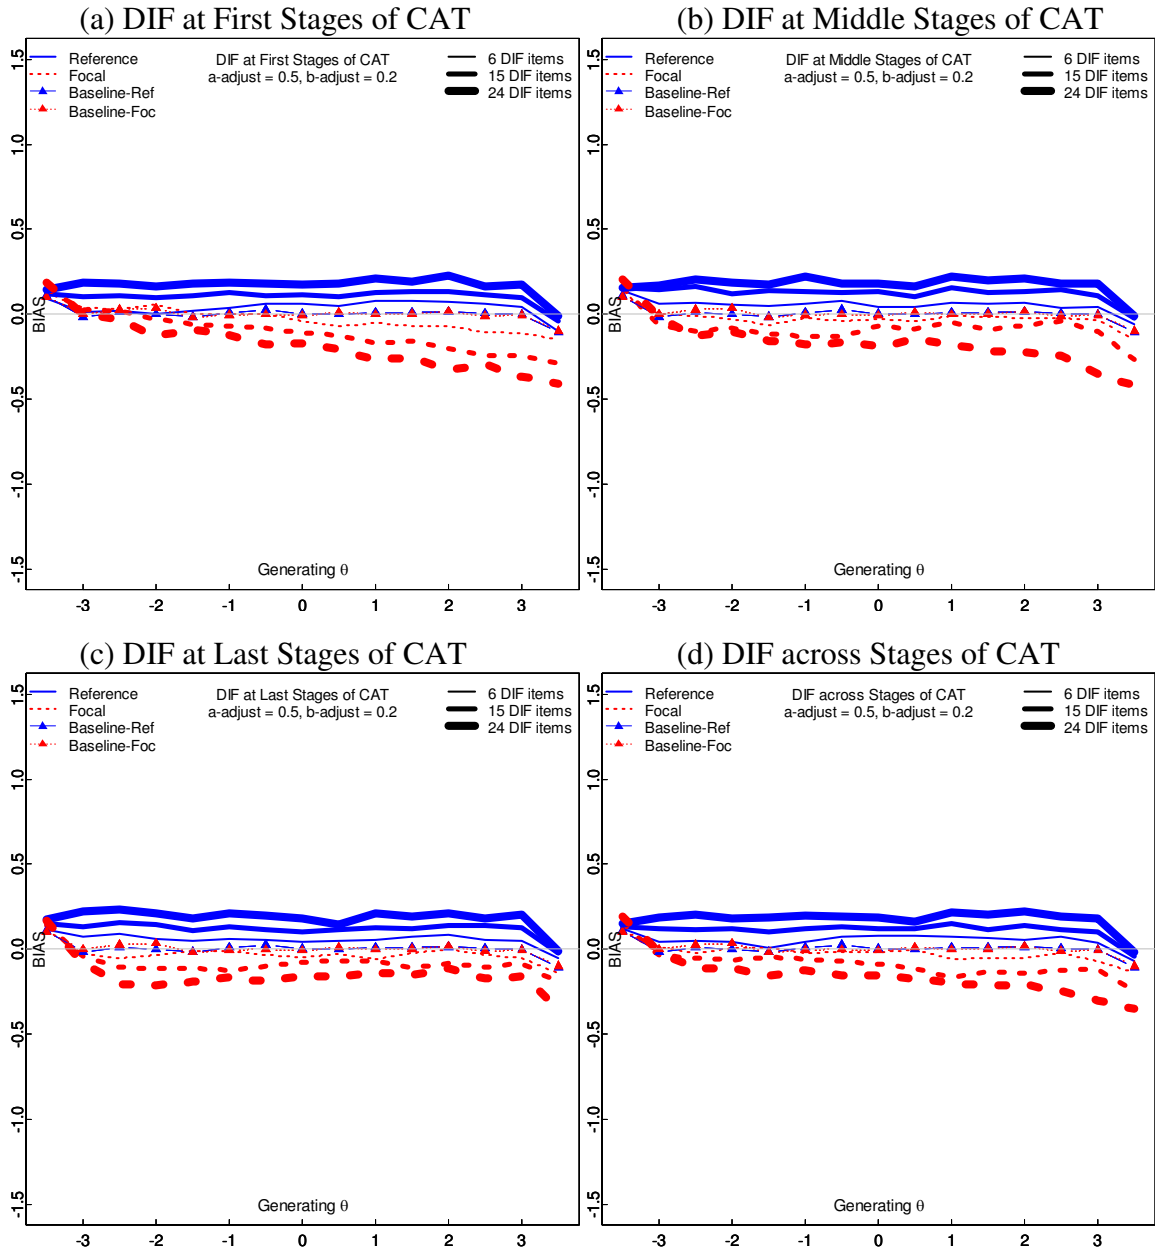 (a) DIF at First Stages of CAT
Reference
Focal
Baseline-Ref
Baseline-Foc
DIF at First Stages of CAT
a-adjust = 0.5, b-adjust = 0.2
6 DIF items
15 DIF items
24 DIF items
1.5
1.0
0.5
0.0
-0.5
-1.0
-1.5
BIAS
Generating θ
-3 -2 -1 0 1 2 3
(b) DIF at Middle Stages of CAT
Reference
Focal
Baseline-Ref
Baseline-Foc
DIF at Middle Stages of CAT
a-adjust = 0.5, b-adjust = 0.2
6 DIF items
15 DIF items
24 DIF items
1.5
1.0
0.5
0.0
-0.5
-1.0
-1.5
BIAS
Generating θ
-3 -2 -1 0 1 2 3
(c) DIF at Last Stages of CAT
Reference
Focal
Baseline-Ref
Baseline-Foc
DIF at Last Stages of CAT
a-adjust = 0.5, b-adjust = 0.2
6 DIF items
15 DIF items
24 DIF items
1.5
1.0
0.5
0.0
-0.5
-1.0
-1.5
BIAS
Generating θ
-3 -2 -1 0 1 2 3
(d) DIF across Stages of CAT
Reference
Focal
Baseline-Ref
Baseline-Foc
DIF across Stages of CAT
a-adjust = 0.5, b-adjust = 0.2
6 DIF items
15 DIF items
24 DIF items
1.5
1.0
0.5
0.0
-0.5
-1.0
-1.5
BIAS
Generating θ
-3 -2 -1 0 1 2 3